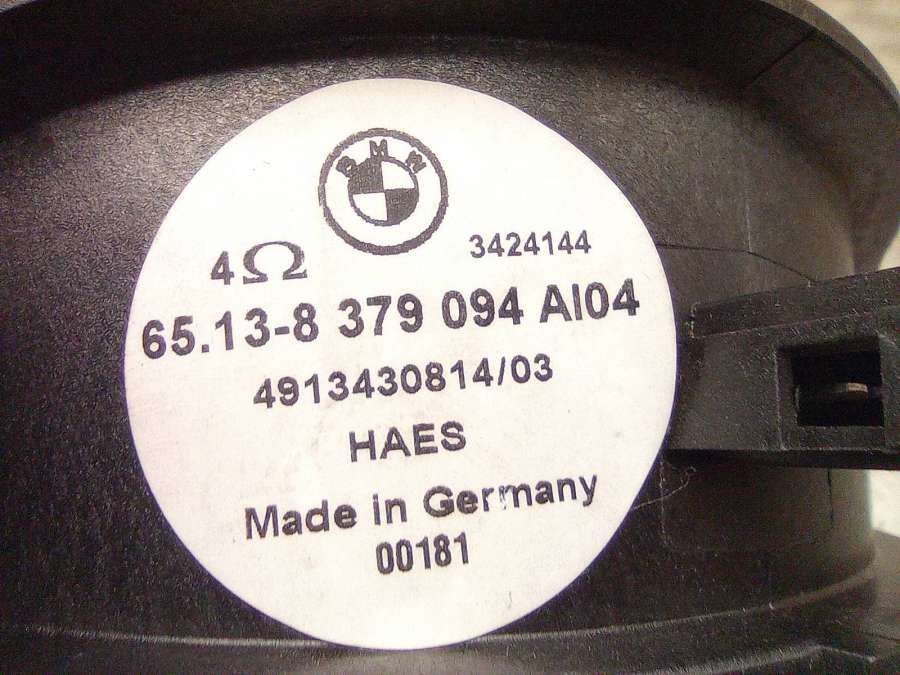 BMW
3424144
4Ω
65.13-8 379 094 AI04
4913430814/03
HAES
Made in Germany
00181